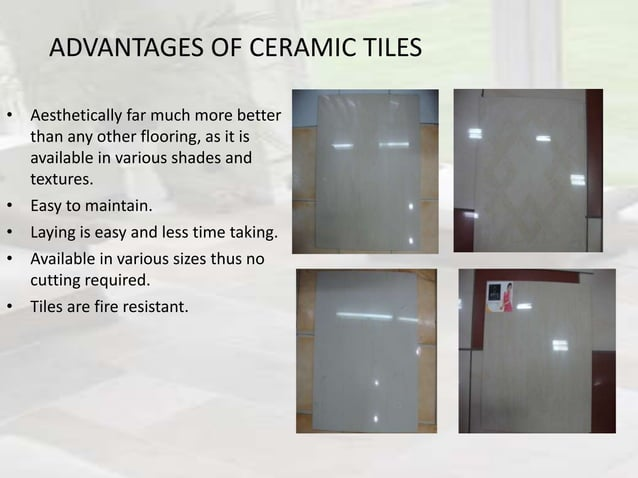 ADVANTAGES OF CERAMIC TILES
• Aesthetically far much more better
than any other flooring, as it is
available in various shades and
textures.
• Easy to maintain.
• Laying is easy and less time taking.
• Available in various sizes thus no
cutting required.
• Tiles are fire resistant.